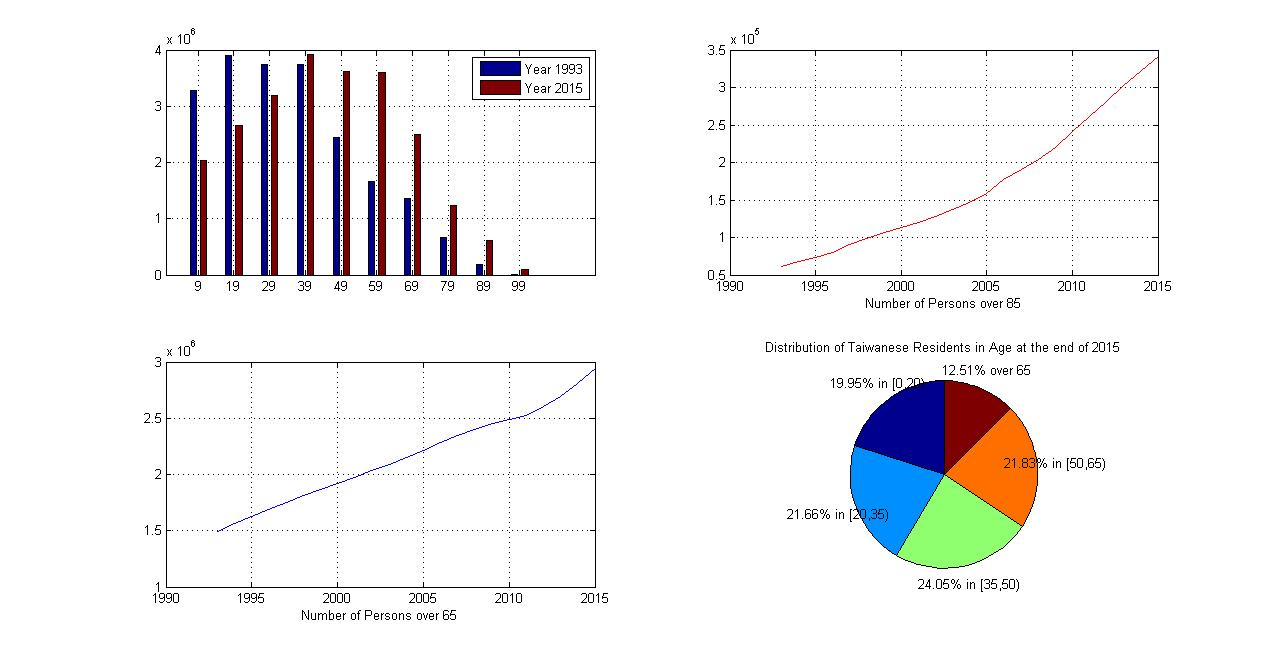 x 10^6
4
3
2
1
0
9 19 29 39 49 59 69 79 89 99
Year 1993
Year 2015
x 10^5
3.5
3
2.5
2
1.5
1
0.5
1990 1995 2000 2005 2010 2015
Number of Persons over 85
x 10^6
3
2.5
2
1.5
1
1990 1995 2000 2005 2010 2015
Number of Persons over 65
Distribution of Taiwanese Residents in Age at the end of 2015
12.51% over 65
19.95% in [0,20)
21.83% in [50,65)
21.66% in [20,35)
24.05% in [35,50)